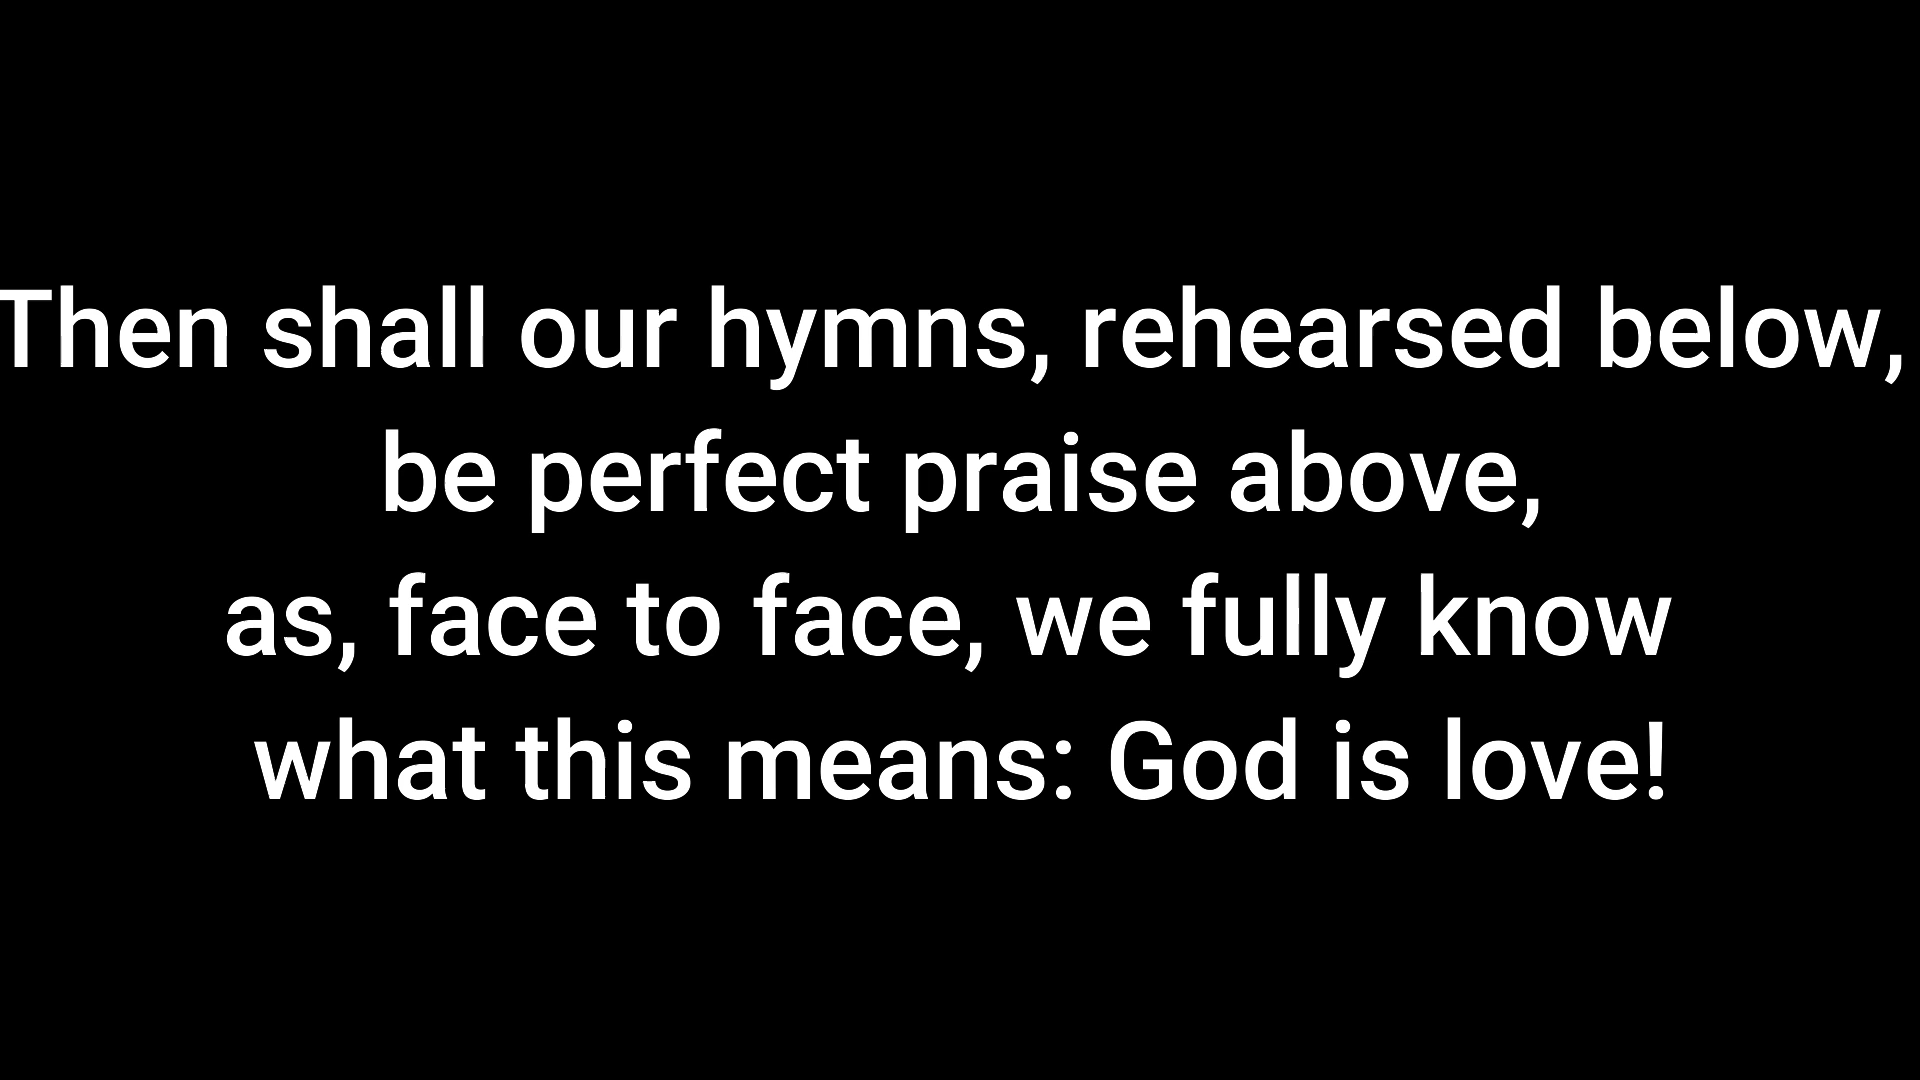 Then shall our hymns, rehearsed below,
be perfect praise above,
as, face to face, we fully know
what this means: God is love!